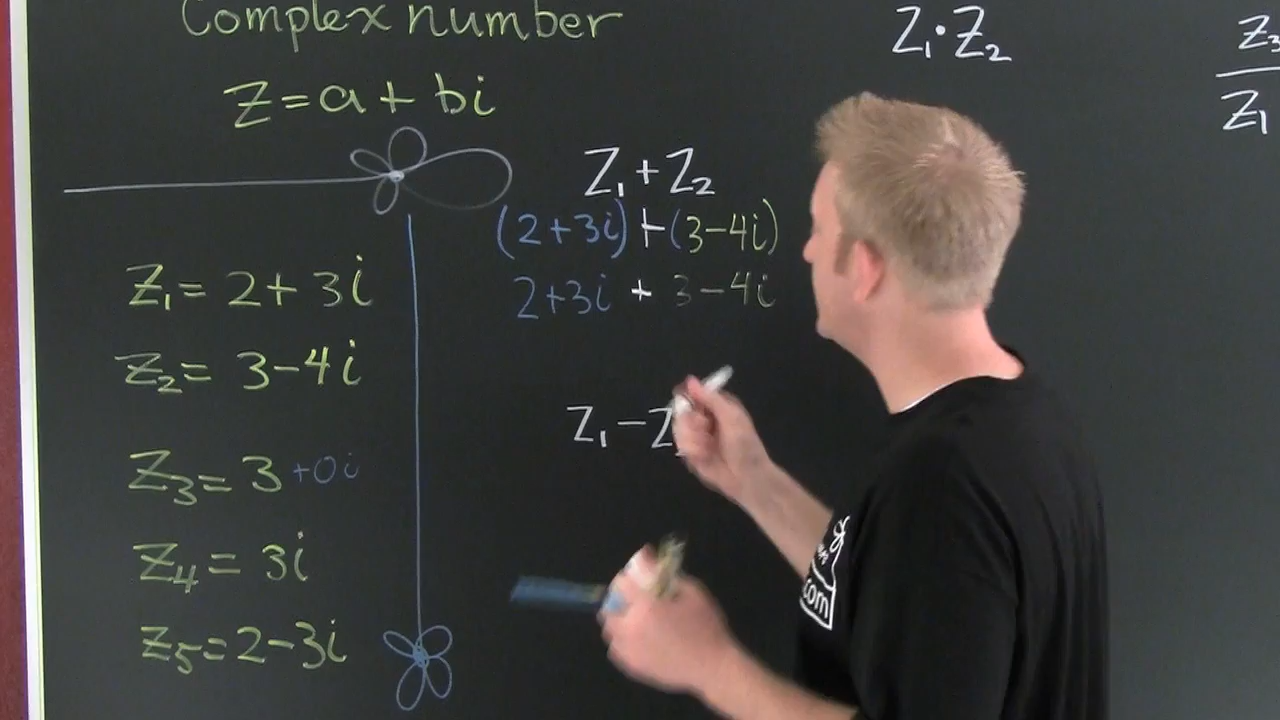 Complex number
z = a + bi
z₁ = 2 + 3i
z₂ = 3 − 4i
z₃ = 3 + 0i
z₄ = 3i
z₅ = 2 − 3i
z₁ + z₂
(2 + 3i) + (3 − 4i)
2 + 3i + 3 − 4i
z₁ − z
z₁ · z₂
z₃
z₁
com